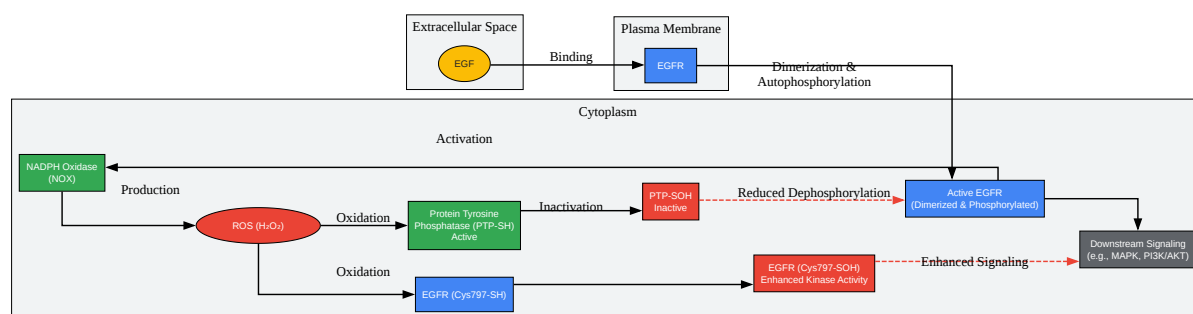 Extracellular Space
Plasma Membrane
EGF
Binding
EGFR
Dimerization &
Autophosphorylation
Cytoplasm
Activation
NADPH Oxidase
(NOX)
Production
ROS (H₂O₂)
Oxidation
Protein Tyrosine
Phosphatase (PTP-SH)
Active
Inactivation
PTP-SOH
Inactive
Reduced Dephosphorylation
Active EGFR
(Dimerized & Phosphorylated)
Downstream Signaling
(e.g., MAPK, PI3K/AKT)
Oxidation
EGFR (Cys797-SH)
EGFR (Cys797-SOH)
Enhanced Kinase Activity
Enhanced Signaling